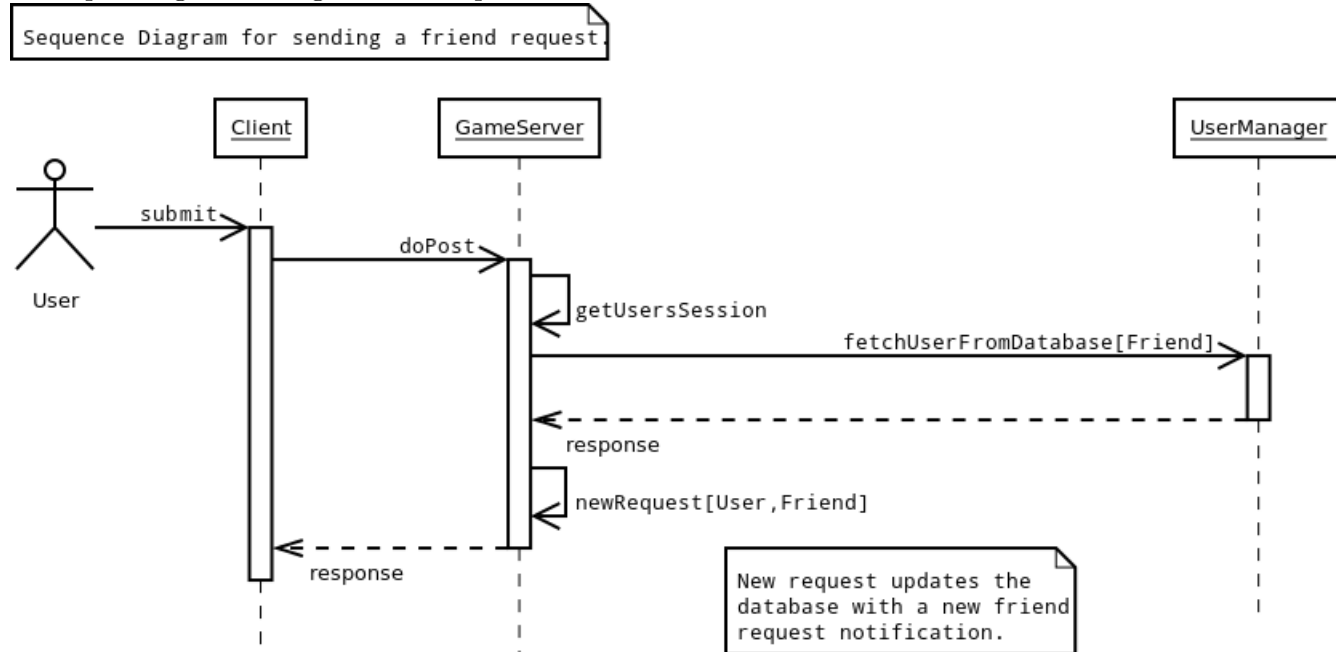 Sequence Diagram for sending a friend request.
Client
GameServer
UserManager
submit
doPost
User
getUsersSession
fetchUserFromDatabase[Friend]
response
newRequest[User,Friend]
response
New request updates the
database with a new friend
request notification.